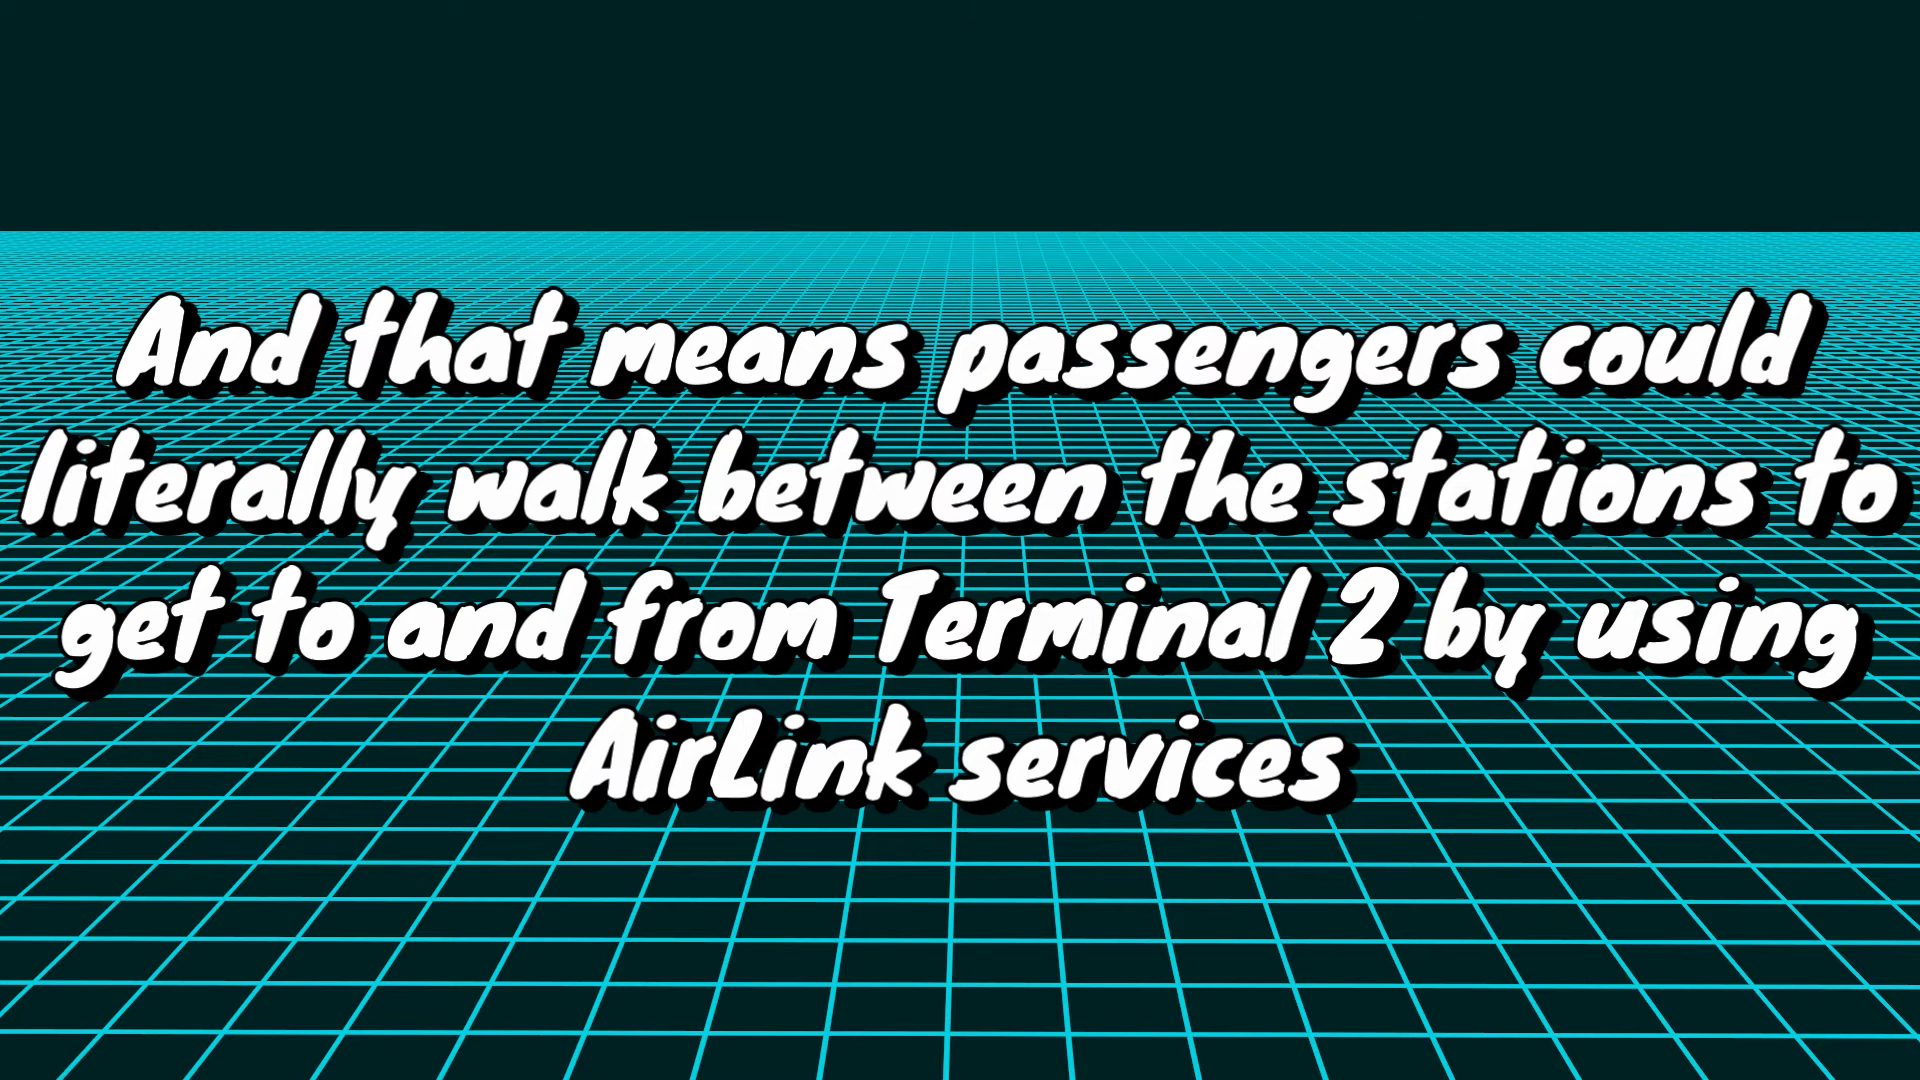 And that means passengers could
literally walk between the stations to
get to and from Terminal 2 by using
AirLink services